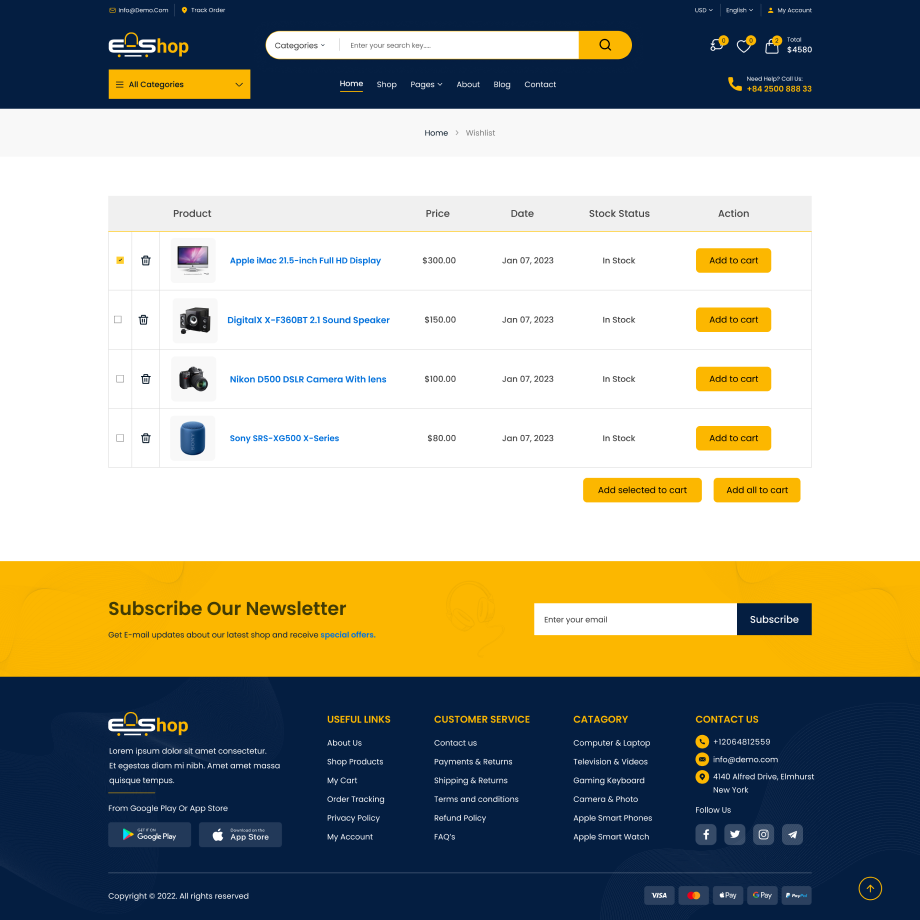 Info@Demo.Com
Track Order
USD
English
My Account
E-Shop
Categories
Enter your search key.....
0
0
2
Total
$4580
All Categories
Home
Shop
Pages
About
Blog
Contact
Need Help? Call Us:
+84 2500 888 33
Home
Wishlist
Product
Price
Date
Stock Status
Action
Apple iMac 21.5-inch Full HD Display
$300.00
Jan 07, 2023
In Stock
Add to cart
DigitalX X-F360BT 2.1 Sound Speaker
$150.00
Jan 07, 2023
In Stock
Add to cart
Nikon D500 DSLR Camera With lens
$100.00
Jan 07, 2023
In Stock
Add to cart
Sony SRS-XG500 X-Series
$80.00
Jan 07, 2023
In Stock
Add to cart
Add selected to cart
Add all to cart
Subscribe Our Newsletter
Get E-mail updates about our latest shop and receive special offers.
Enter your email
Subscribe
E-Shop
Lorem ipsum dolor sit amet consectetur.
Et egestas diam mi nibh. Amet amet massa
quisque tempus.
From Google Play Or App Store
GET IT ON
Google Play
Download on the
App Store
USEFUL LINKS
About Us
Shop Products
My Cart
Order Tracking
Privacy Policy
My Account
CUSTOMER SERVICE
Contact us
Payments & Returns
Shipping & Returns
Terms and conditions
Refund Policy
FAQ's
CATAGORY
Computer & Laptop
Television & Videos
Gaming Keyboard
Camera & Photo
Apple Smart Phones
Apple Smart Watch
CONTACT US
+12064812559
info@demo.com
4140 Alfred Drive, Elmhurst
New York
Follow Us
Copyright © 2022. All rights reserved
VISA
Pay
G Pay
PayPal